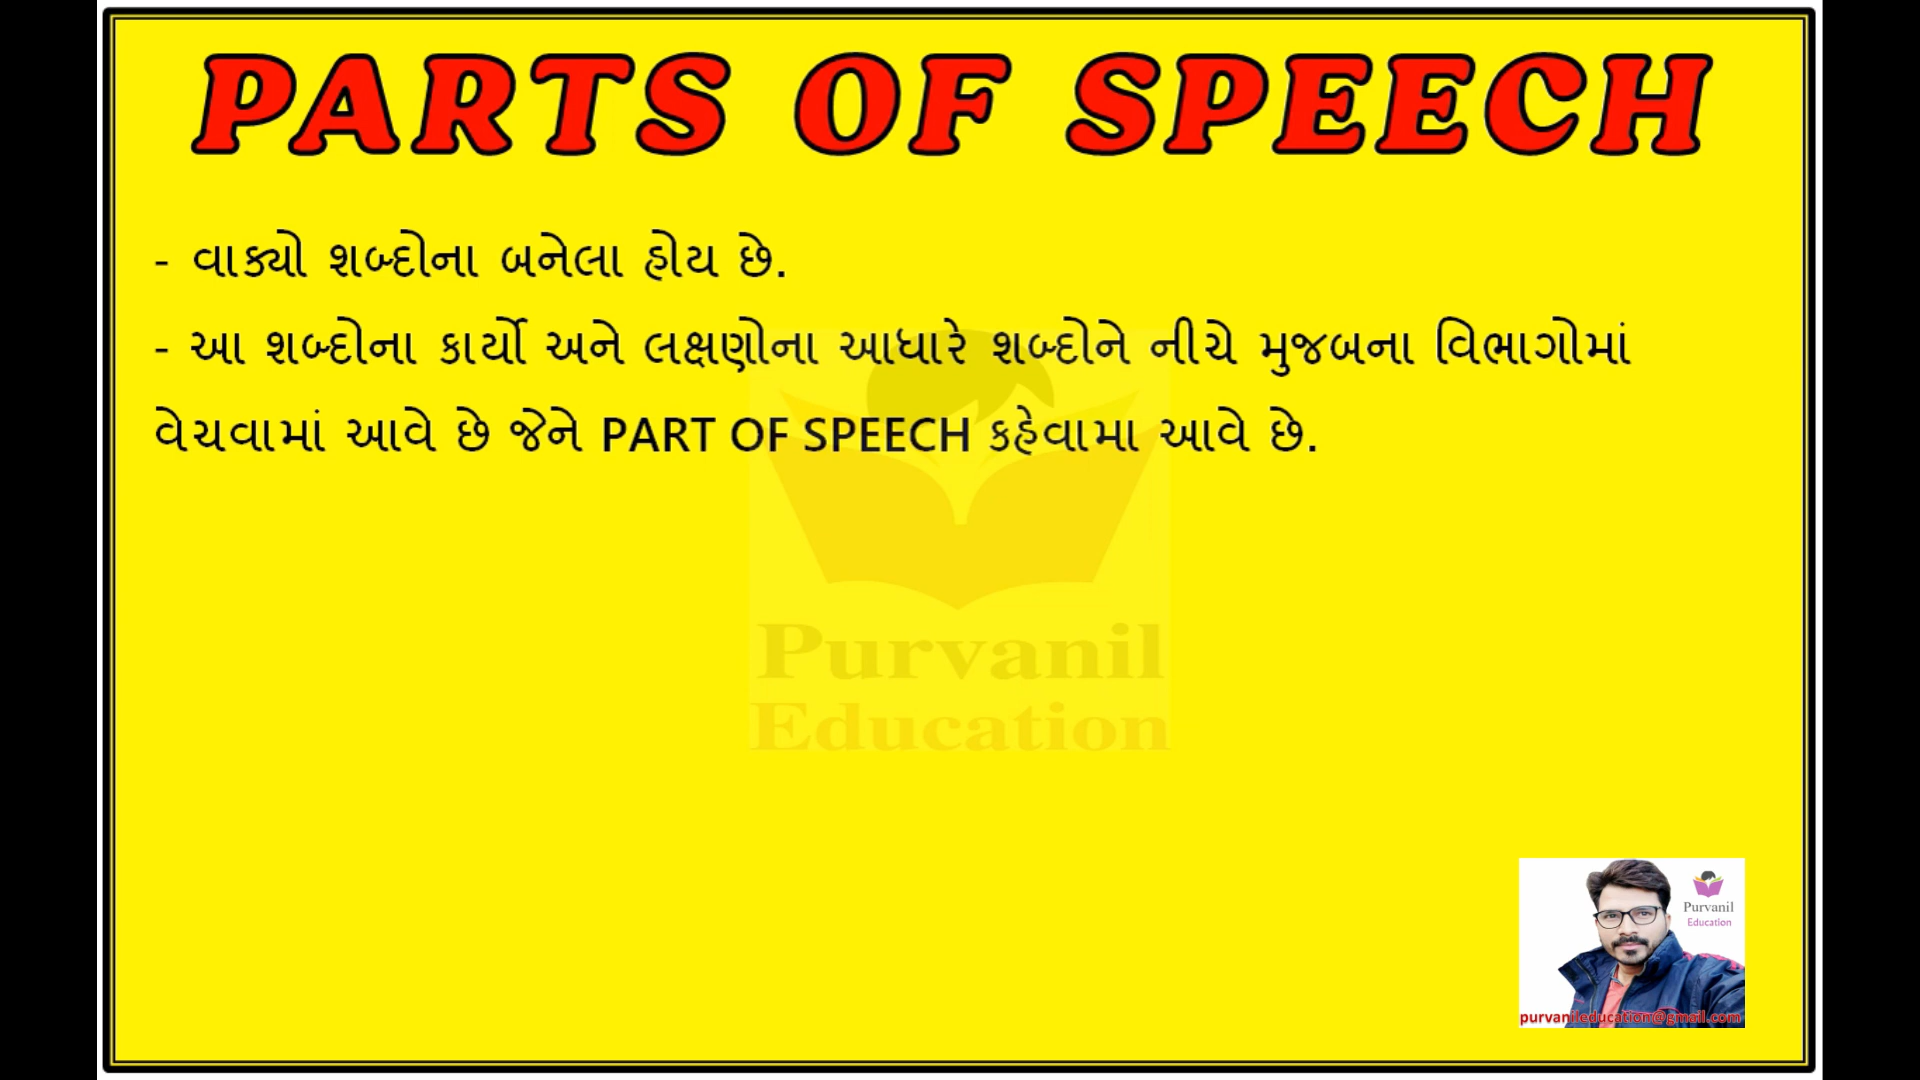 PARTS OF SPEECH
- વાક્યો શબ્દોના બનેલા હોય છે.
- આ શબ્દોના કાર્યો અને લક્ષણોના આધારે શબ્દોને નીચે મુજબના વિભાગોમાં
વેચવામાં આવે છે જેને PART OF SPEECH કહેવામા આવે છે.
Purvanil
Education
Purvanil
Education
purvanileducation@gmail.com